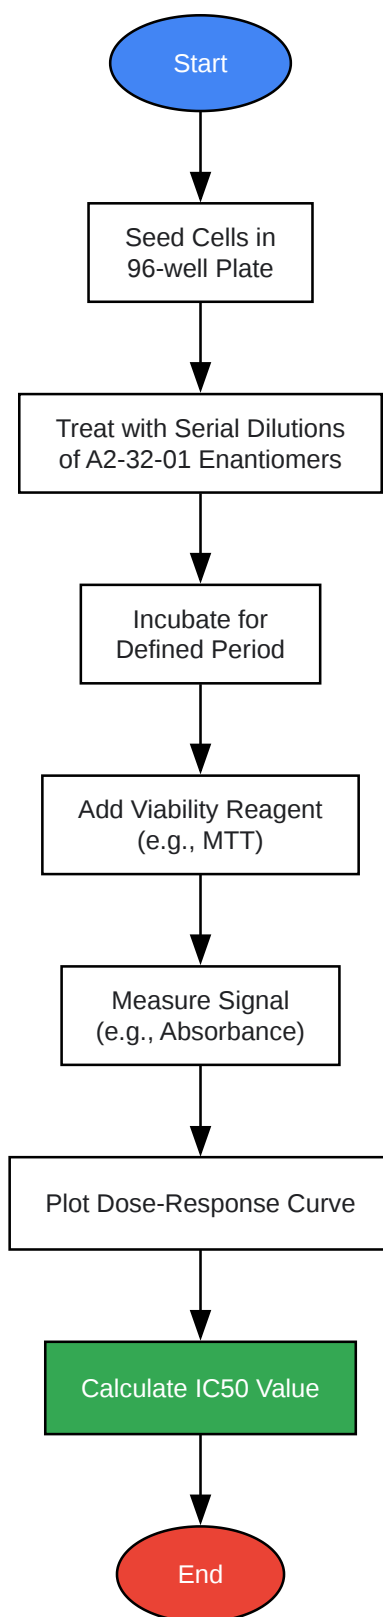 Start
Seed Cells in
96-well Plate
Treat with Serial Dilutions
of A2-32-01 Enantiomers
Incubate for
Defined Period
Add Viability Reagent
(e.g., MTT)
Measure Signal
(e.g., Absorbance)
Plot Dose-Response Curve
Calculate IC50 Value
End